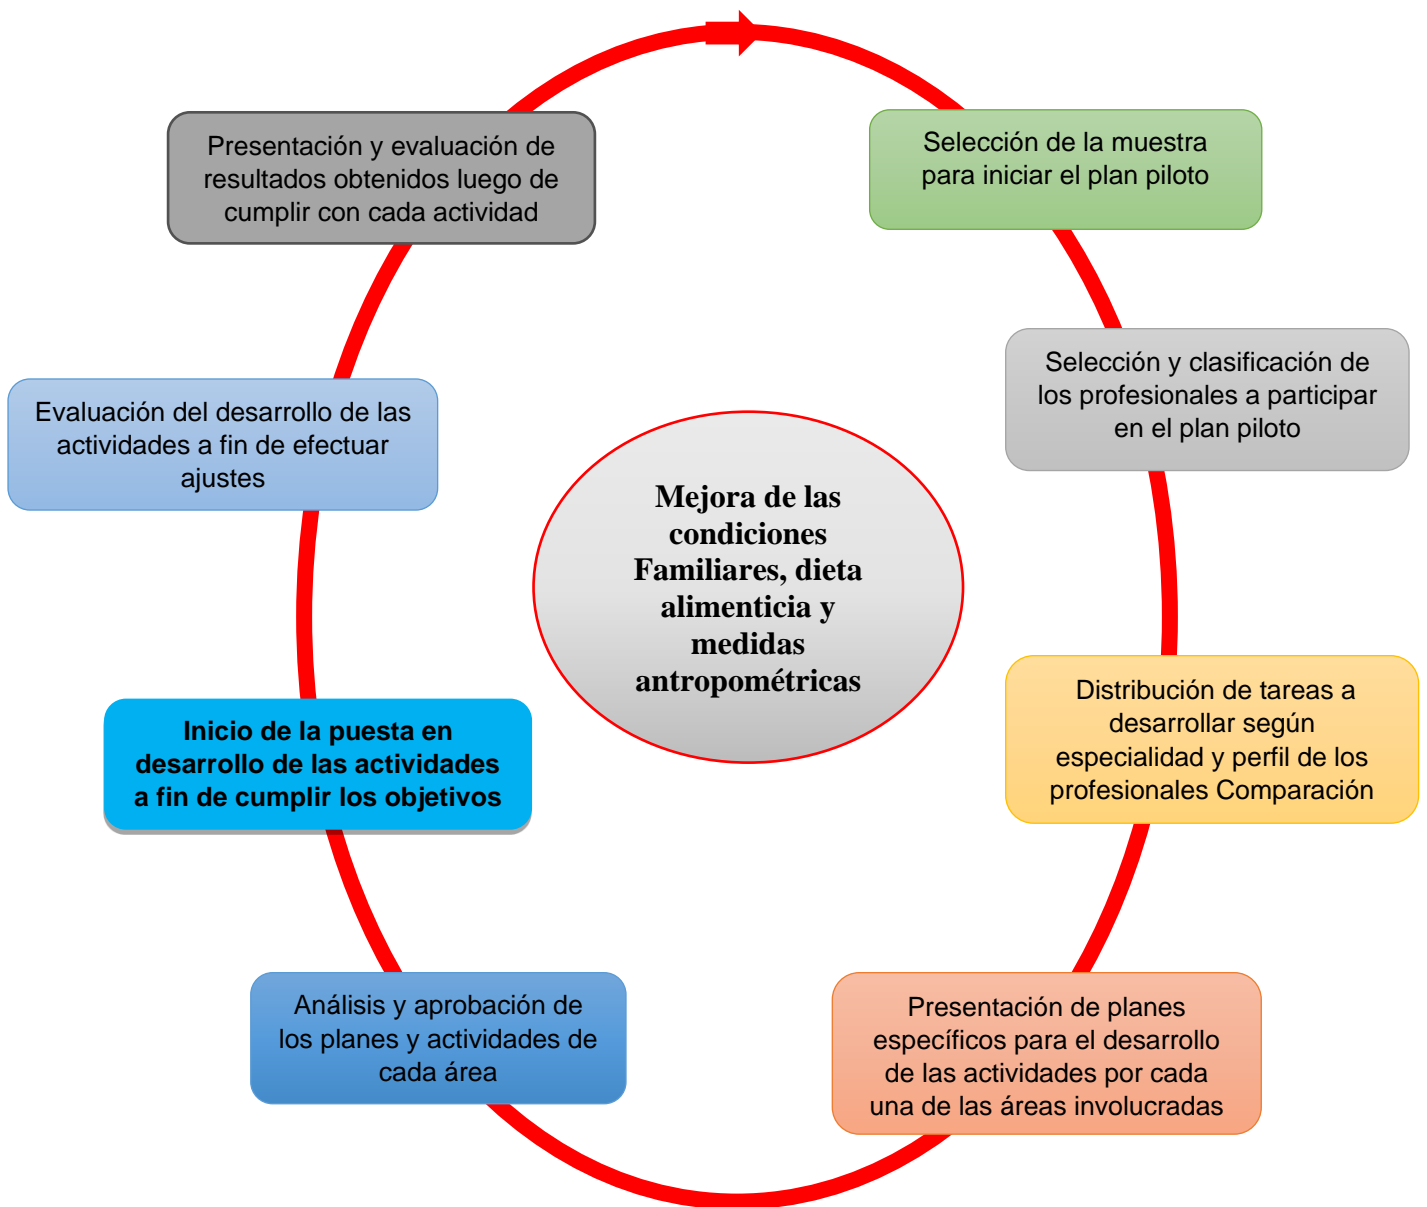 Presentación y evaluación de
resultados obtenidos luego de
cumplir con cada actividad
Selección de la muestra
para iniciar el plan piloto
Selección y clasificación de
los profesionales a participar
en el plan piloto
Evaluación del desarrollo de las
actividades a fin de efectuar
ajustes
Mejora de las
condiciones
Familiares, dieta
alimenticia y
medidas
antropométricas
Distribución de tareas a
desarrollar según
especialidad y perfil de los
profesionales Comparación
Inicio de la puesta en
desarrollo de las actividades
a fin de cumplir los objetivos
Análisis y aprobación de
los planes y actividades de
cada área
Presentación de planes
específicos para el desarrollo
de las actividades por cada
una de las áreas involucradas